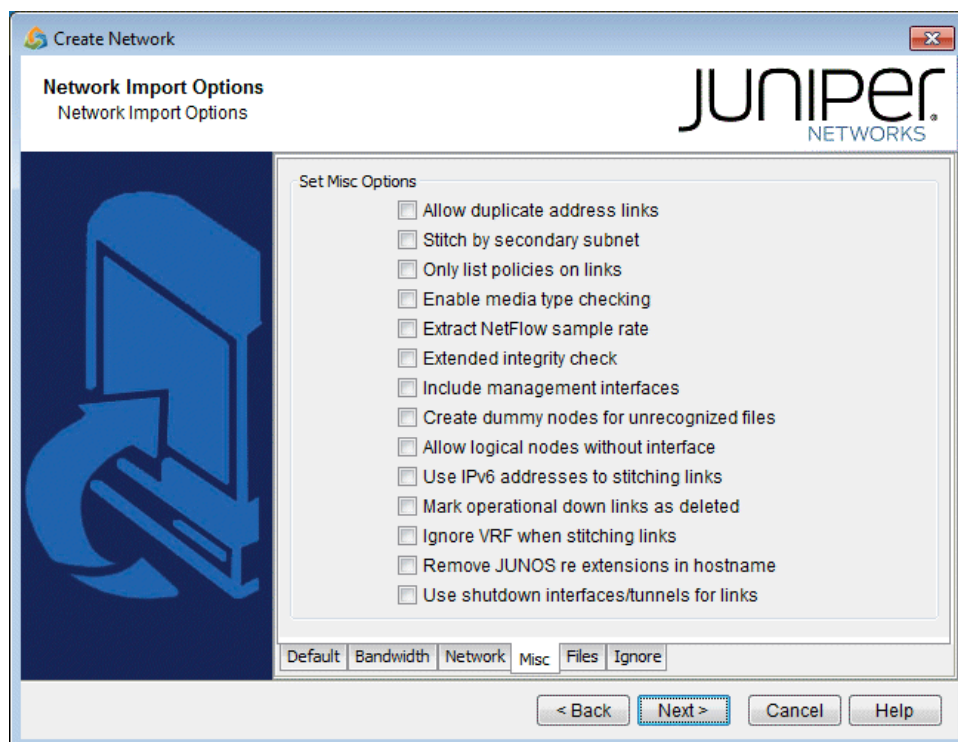 Create Network
Network Import Options
Network Import Options
JUNIPER
NETWORKS
Set Misc Options
Allow duplicate address links
Stitch by secondary subnet
Only list policies on links
Enable media type checking
Extract NetFlow sample rate
Extended integrity check
Include management interfaces
Create dummy nodes for unrecognized files
Allow logical nodes without interface
Use IPv6 addresses to stitching links
Mark operational down links as deleted
Ignore VRF when stitching links
Remove JUNOS re extensions in hostname
Use shutdown interfaces/tunnels for links
Default Bandwidth Network Misc Files Ignore
< Back Next > Cancel Help